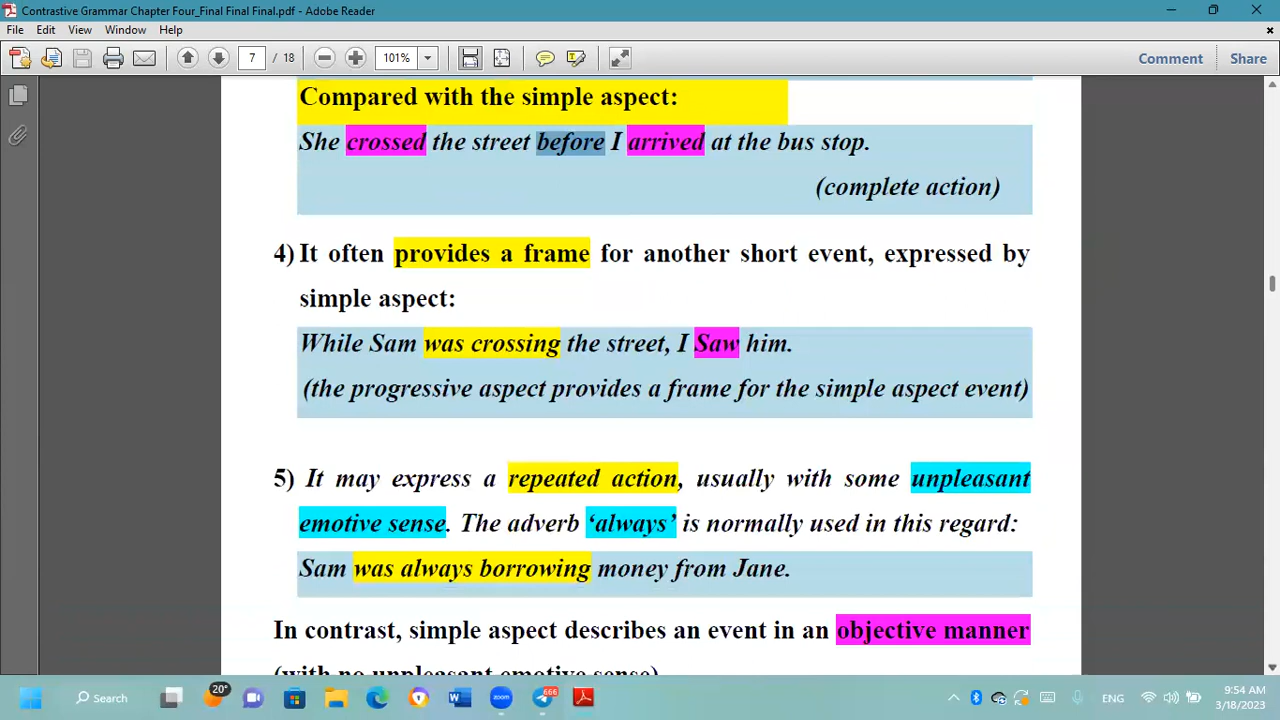 Contrastive Grammar Chapter Four_Final Final Final.pdf - Adobe Reader
File Edit View Window Help
7 / 18 101% Comment Share
Compared with the simple aspect:
She crossed the street before I arrived at the bus stop.
(complete action)
4) It often provides a frame for another short event, expressed by
simple aspect:
While Sam was crossing the street, I Saw him.
(the progressive aspect provides a frame for the simple aspect event)
5) It may express a repeated action, usually with some unpleasant
emotive sense. The adverb ‘always’ is normally used in this regard:
Sam was always borrowing money from Jane.
In contrast, simple aspect describes an event in an objective manner
(with no unpleasant emotive sense)
Search 20° 666 ENG 9:54 AM
3/18/2023